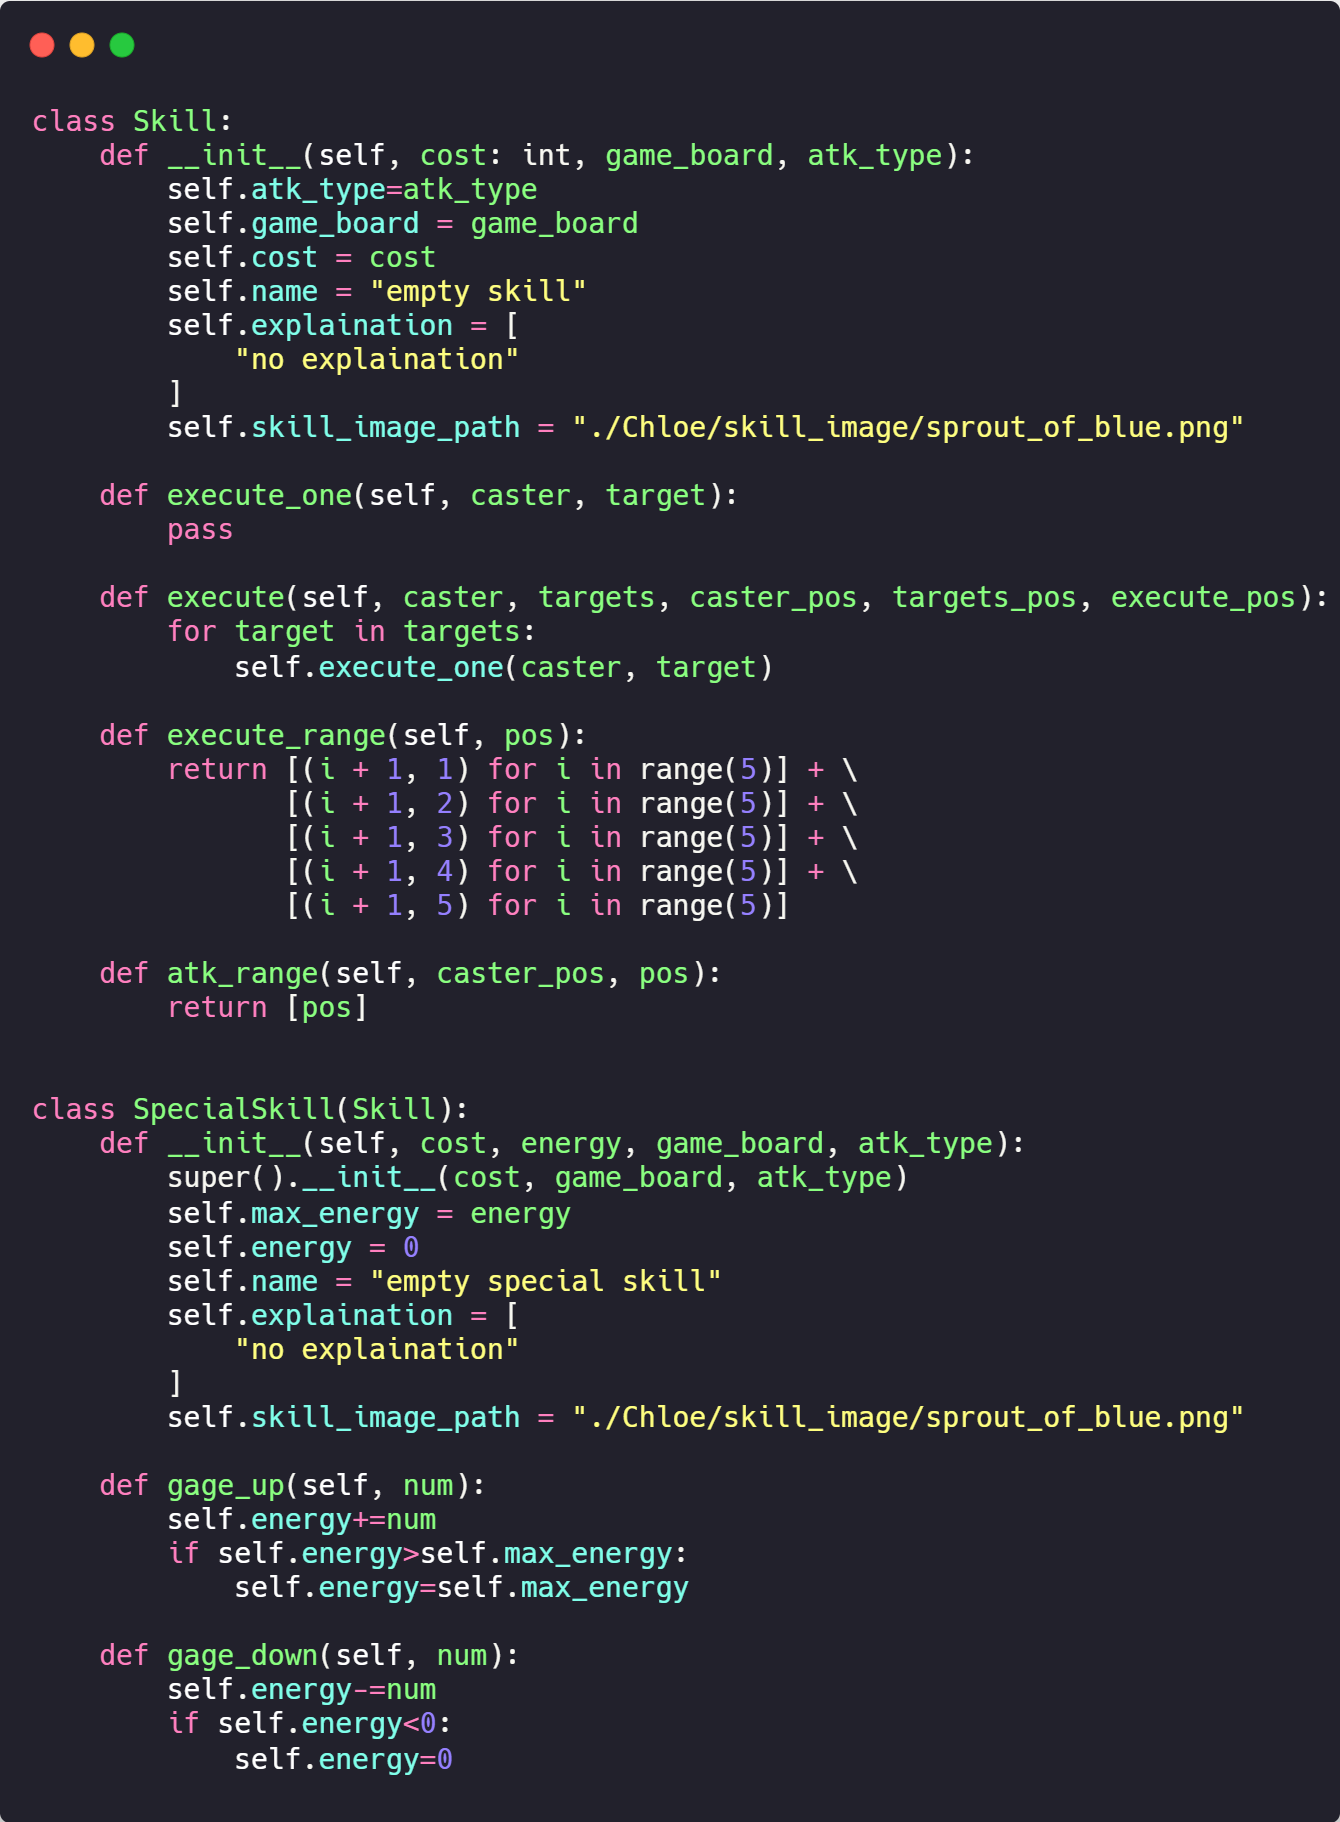 class Skill:
    def __init__(self, cost: int, game_board, atk_type):
        self.atk_type=atk_type
        self.game_board = game_board
        self.cost = cost
        self.name = "empty skill"
        self.explaination = [
            "no explaination"
        ]
        self.skill_image_path = "./Chloe/skill_image/sprout_of_blue.png"

    def execute_one(self, caster, target):
        pass

    def execute(self, caster, targets, caster_pos, targets_pos, execute_pos):
        for target in targets:
            self.execute_one(caster, target)

    def execute_range(self, pos):
        return [(i + 1, 1) for i in range(5)] + \
               [(i + 1, 2) for i in range(5)] + \
               [(i + 1, 3) for i in range(5)] + \
               [(i + 1, 4) for i in range(5)] + \
               [(i + 1, 5) for i in range(5)]

    def atk_range(self, caster_pos, pos):
        return [pos]


class SpecialSkill(Skill):
    def __init__(self, cost, energy, game_board, atk_type):
        super().__init__(cost, game_board, atk_type)
        self.max_energy = energy
        self.energy = 0
        self.name = "empty special skill"
        self.explaination = [
            "no explaination"
        ]
        self.skill_image_path = "./Chloe/skill_image/sprout_of_blue.png"

    def gage_up(self, num):
        self.energy+=num
        if self.energy>self.max_energy:
            self.energy=self.max_energy

    def gage_down(self, num):
        self.energy-=num
        if self.energy<0:
            self.energy=0